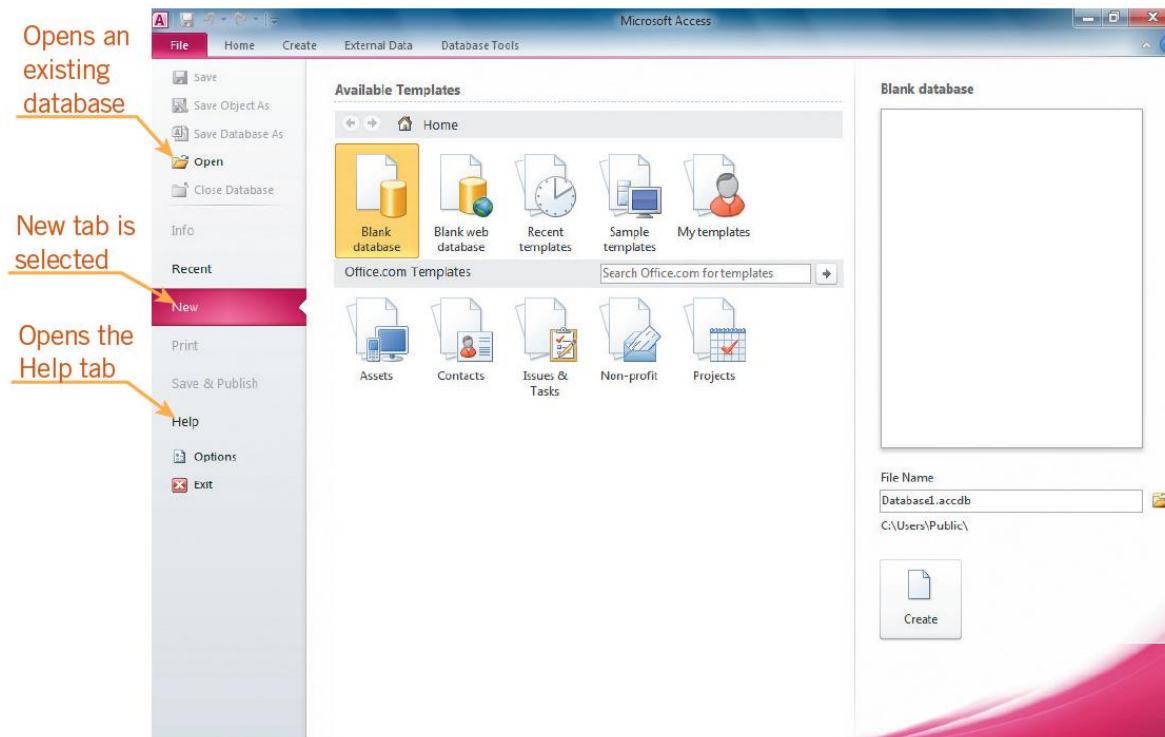 Opens an
existing
database
New tab is
selected
Opens the
Help tab
Microsoft Access
File Home Create External Data Database Tools
Save
Save Object As
Save Database As
Open
Close Database
Info
Recent
New
Print
Save & Publish
Help
Options
Exit
Available Templates
Home
Blank
database
Blank web
database
Recent
templates
Sample
templates
My templates
Office.com Templates
Search Office.com for templates
Assets
Contacts
Issues &
Tasks
Non-profit
Projects
Blank database
File Name
Database1.accdb
C:\Users\Public\
Create